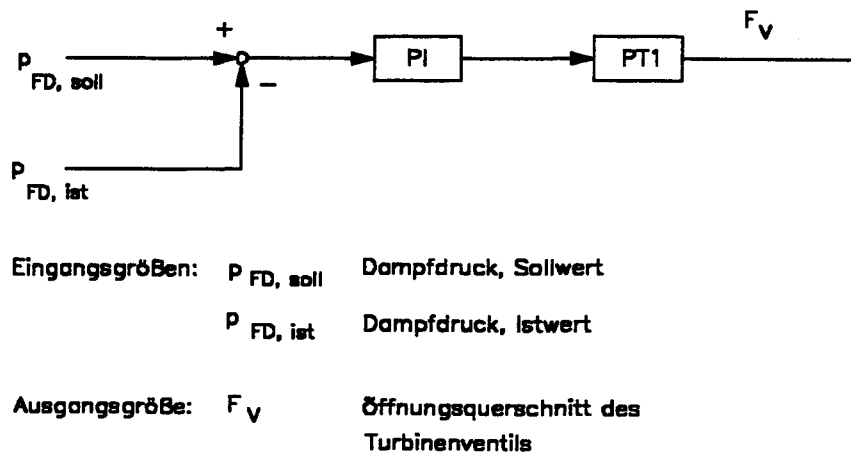 +
F V
p FD, soll
PI
PT1
−
p FD, ist
Eingangsgrößen: p FD, soll Dampfdruck, Sollwert
p FD, ist Dampfdruck, Istwert
Ausgangsgröße: F V Öffnungsquerschnitt des
Turbinenventils